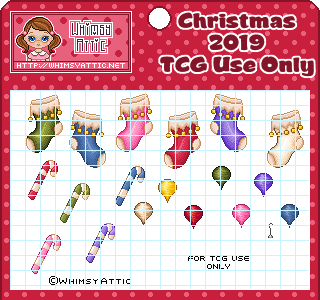 Whimsy
Attic
HTTP://WHIMSYATTIC.NET
Christmas
2019
TCG Use Only
FOR TCG USE
ONLY
©WHIMSYATTIC